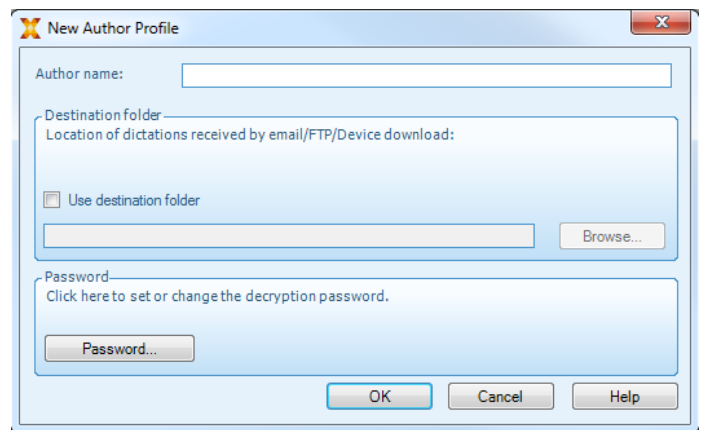 New Author Profile
Author name:
Destination folder
Location of dictations received by email/FTP/Device download:
Use destination folder
Browse...
Password
Click here to set or change the decryption password.
Password...
OK Cancel Help